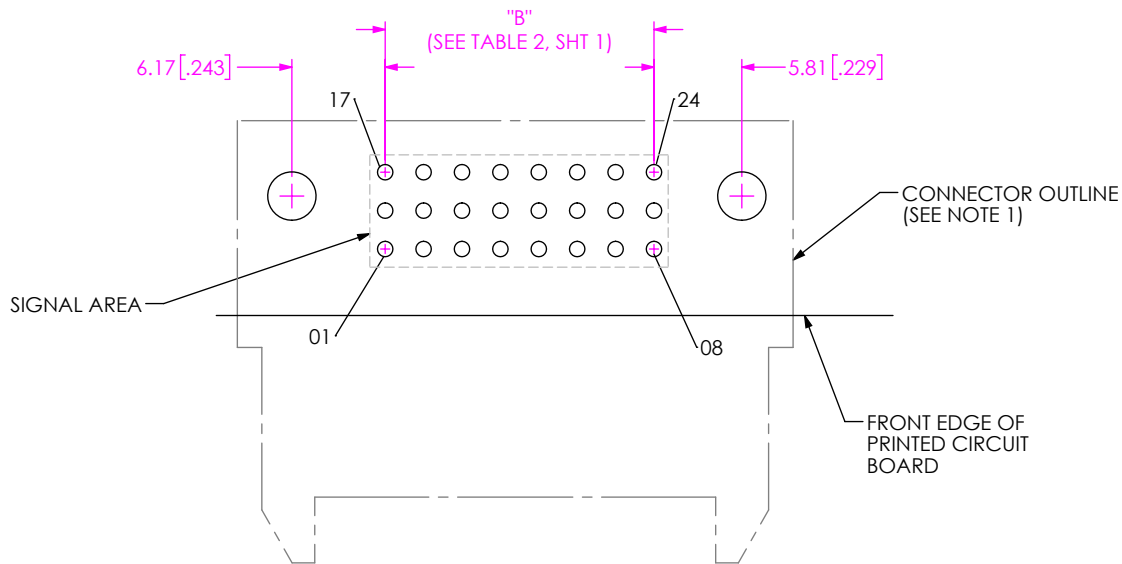 "B"
(SEE TABLE 2, SHT 1)
6.17[.243]
5.81[.229]
17
24
CONNECTOR OUTLINE
(SEE NOTE 1)
SIGNAL AREA
01
08
FRONT EDGE OF
PRINTED CIRCUIT
BOARD